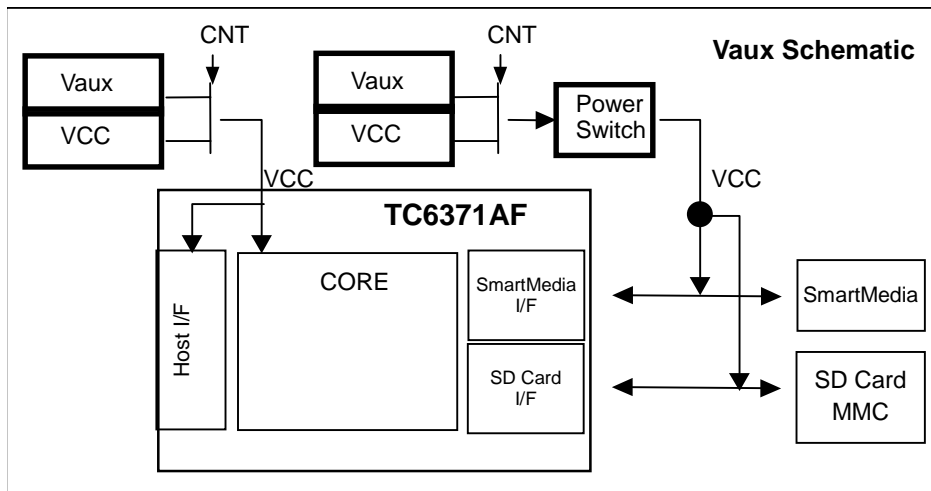 CNT
CNT
Vaux Schematic
Vaux
VCC
Vaux
VCC
Power
Switch
VCC
VCC
TC6371AF
Host I/F
CORE
SmartMedia
I/F
SD Card
I/F
SmartMedia
SD Card
MMC